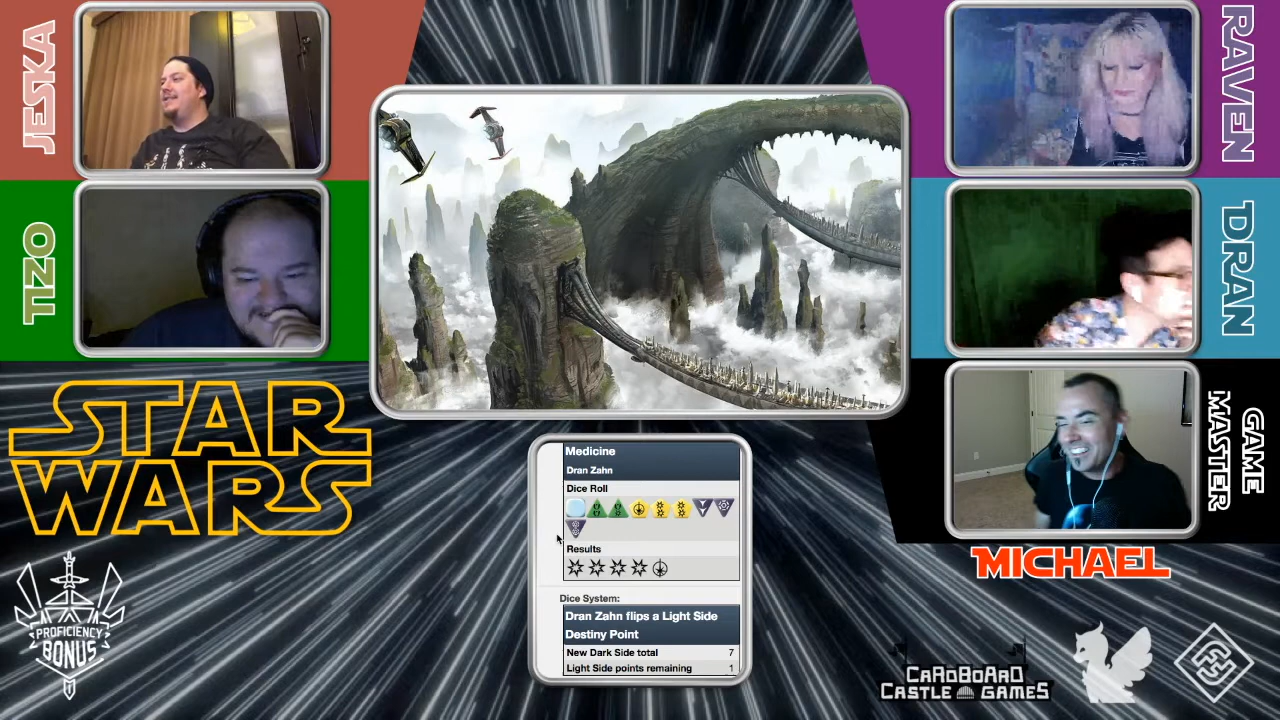 JESKA
RAVEN
TIZO
DRAN
GAME
MASTER
STAR
WARS
MICHAEL
Medicine
Dran Zahn
Dice Roll
Results
Dice System:
Dran Zahn flips a Light Side
Destiny Point
New Dark Side total 7
Light Side points remaining 1
PROFICIENCY
BONUS
CARDBOARD
CASTLE GAMES